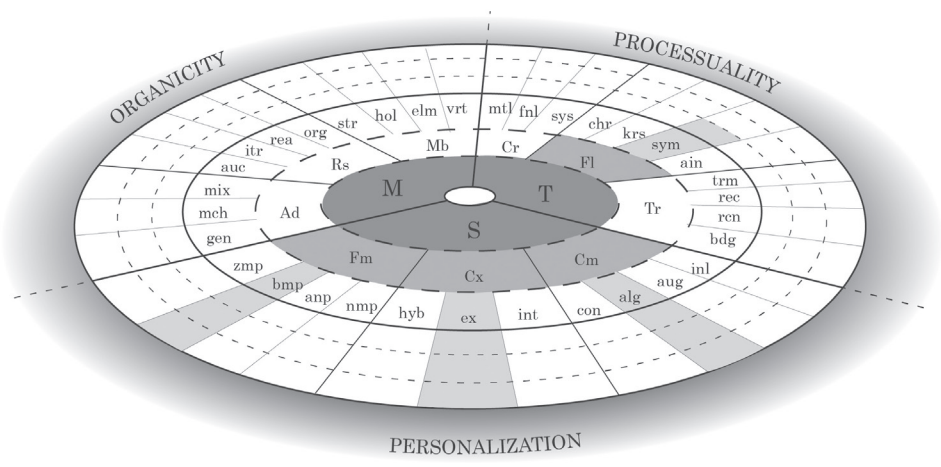 ORGANICITY
PROCESSUALITY
PERSONALIZATION
M
T
S
Mb
Cr
Fl
Tr
Cm
Cx
Fm
Ad
Rs
mtl
fnl
sys
chr
krs
sym
ain
trm
rec
rcn
bdg
inl
aug
alg
con
int
ex
hyb
nmp
anp
bmp
zmp
gen
mch
mix
auc
itr
rea
org
str
hol
elm
vrt